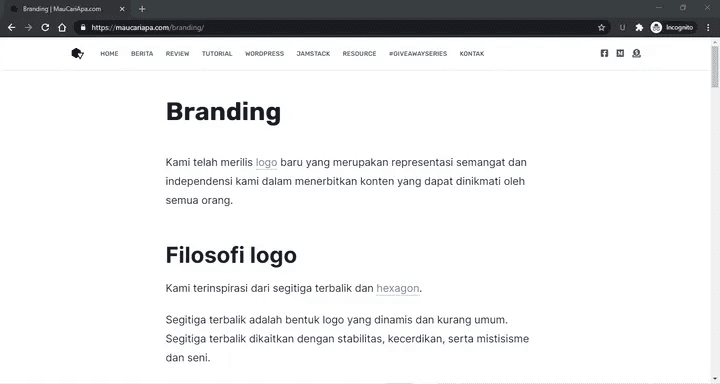 Branding | MauCariApa.com
https://maucariapa.com/branding/
Incognito
HOME BERITA REVIEW TUTORIAL WORDPRESS JAMSTACK RESOURCE #GIVEAWAYSERIES KONTAK
Branding
Kami telah merilis logo baru yang merupakan representasi semangat dan
independensi kami dalam menerbitkan konten yang dapat dinikmati oleh
semua orang.
Filosofi logo
Kami terinspirasi dari segitiga terbalik dan hexagon.
Segitiga terbalik adalah bentuk logo yang dinamis dan kurang umum.
Segitiga terbalik dikaitkan dengan stabilitas, kecerdikan, serta mistisisme
dan seni.